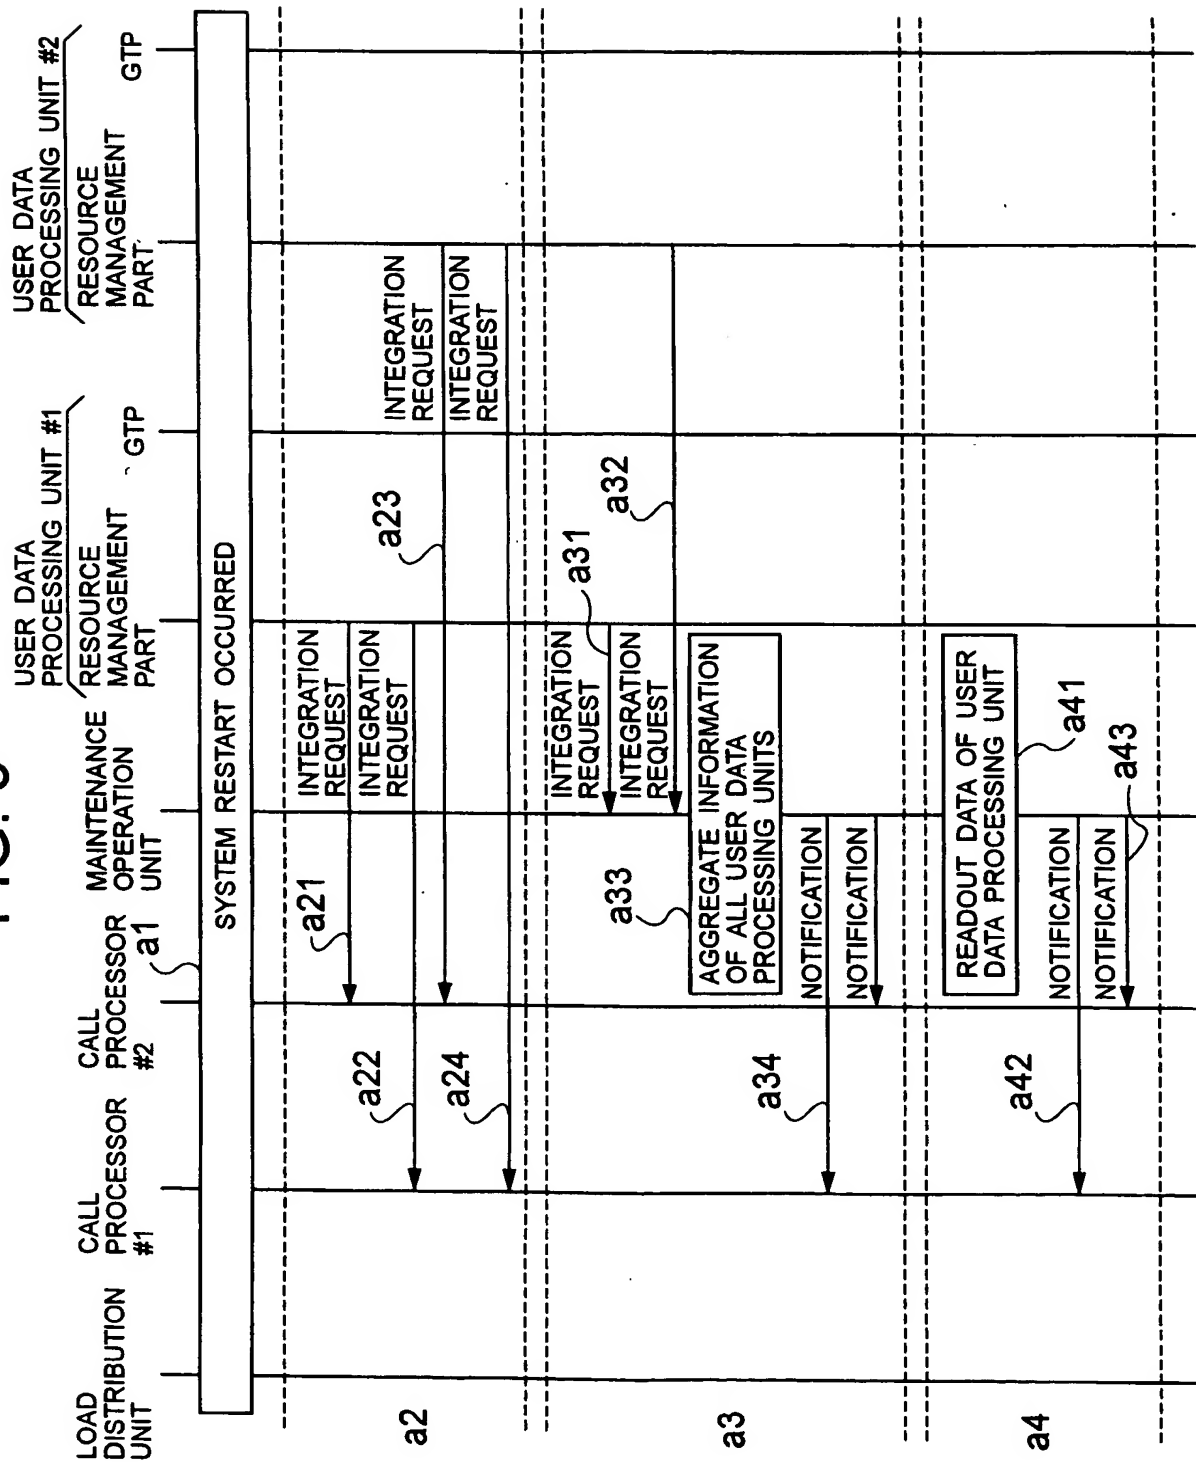 LOAD
DISTRIBUTION
UNIT
CALL
PROCESSOR
#1
CALL
PROCESSOR
#2
MAINTENANCE
OPERATION
UNIT
USER DATA
PROCESSING UNIT #1
RESOURCE
MANAGEMENT
PART
GTP
USER DATA
PROCESSING UNIT #2
RESOURCE
MANAGEMENT
PART
GTP
a1
SYSTEM RESTART OCCURRED
a2
INTEGRATION
REQUEST
a21
INTEGRATION
REQUEST
a22
INTEGRATION
REQUEST
a23
INTEGRATION
REQUEST
a24
a3
INTEGRATION
REQUEST
a31
INTEGRATION
REQUEST
a32
a33
AGGREGATE INFORMATION
OF ALL USER DATA
PROCESSING UNITS
NOTIFICATION
a34
NOTIFICATION
a4
READOUT DATA OF USER
DATA PROCESSING UNIT
a41
NOTIFICATION
a42
NOTIFICATION
a43